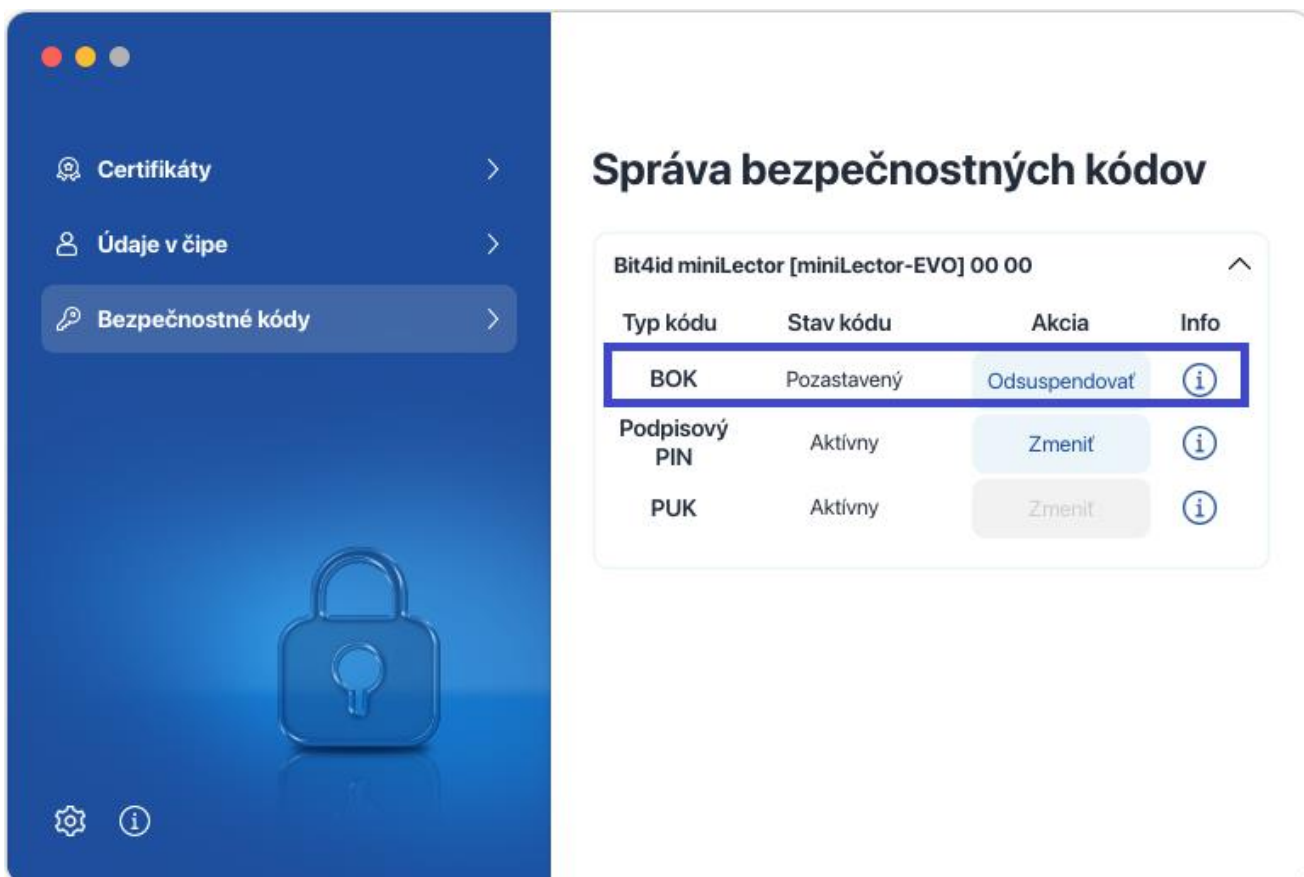 Certifikáty
Údaje v čipe
Bezpečnostné kódy
Správa bezpečnostných kódov
Bit4id miniLector [miniLector-EVO] 00 00
Typ kódu Stav kódu Akcia Info
BOK Pozastavený Odsuspendovať
Podpisový
PIN Aktívny Zmeniť
PUK Aktívny Zmeniť